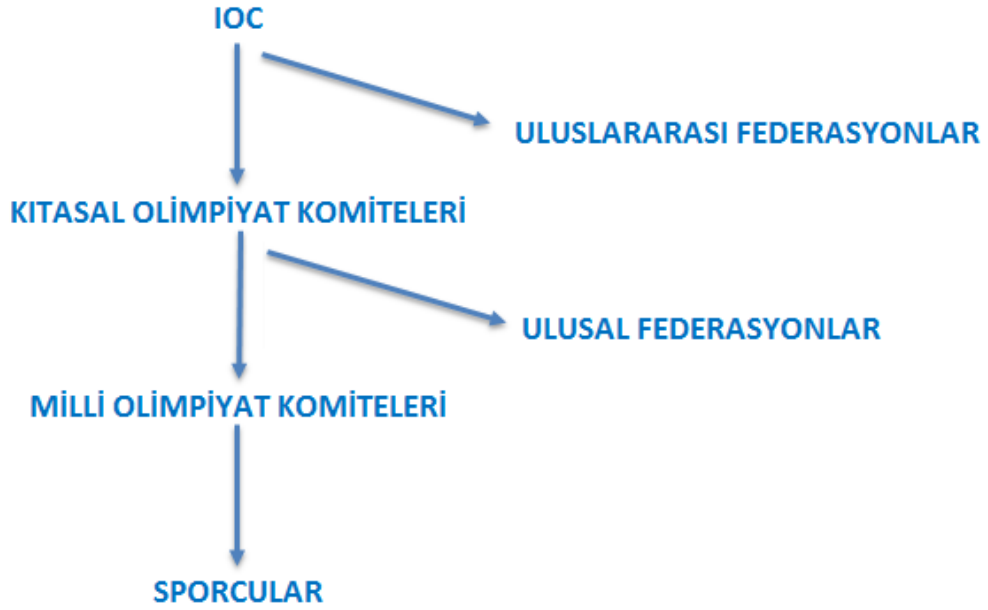 IOC
ULUSLARARASI FEDERASYONLAR
KITASAL OLİMPİYAT KOMİTELERİ
ULUSAL FEDERASYONLAR
MİLLİ OLİMPİYAT KOMİTELERİ
SPORCULAR